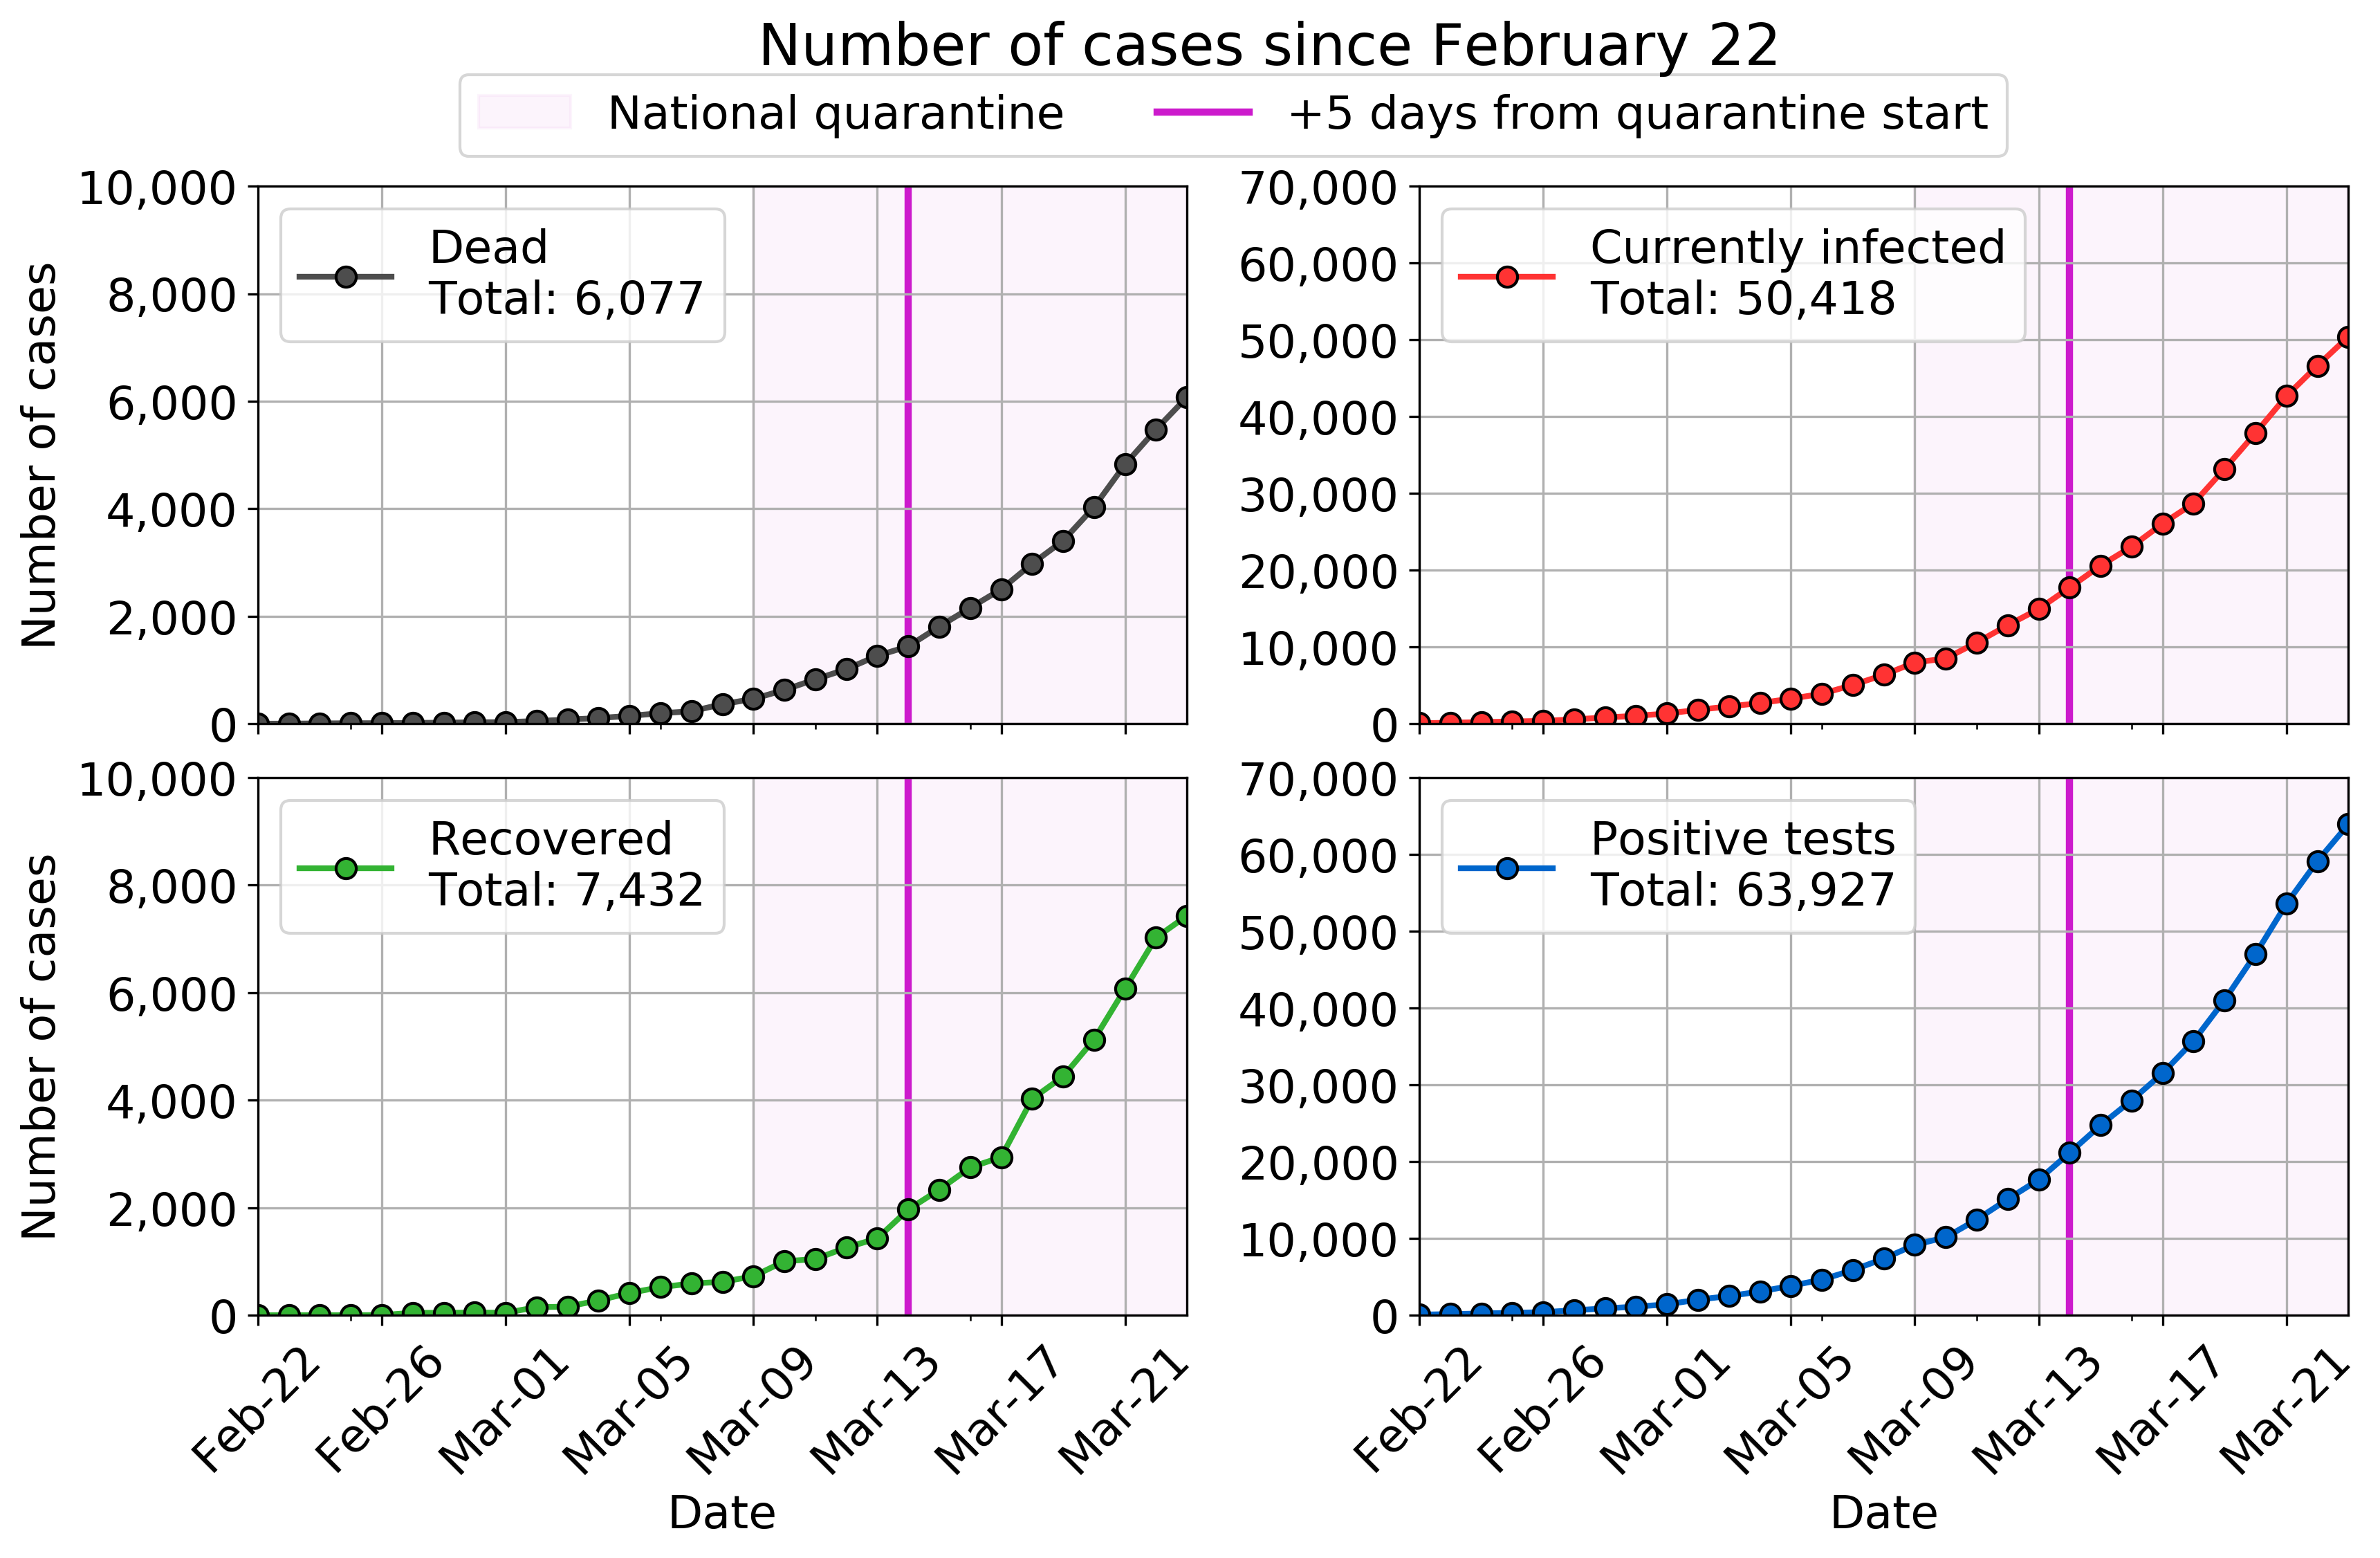 Number of cases since February 22
National quarantine
+5 days from quarantine start
Number of cases
10,000
8,000
6,000
4,000
2,000
0
Dead
Total: 6,077
70,000
60,000
50,000
40,000
30,000
20,000
10,000
0
Currently infected
Total: 50,418
Number of cases
10,000
8,000
6,000
4,000
2,000
0
Recovered
Total: 7,432
Feb-22
Feb-26
Mar-01
Mar-05
Mar-09
Mar-13
Mar-17
Mar-21
Date
70,000
60,000
50,000
40,000
30,000
20,000
10,000
0
Positive tests
Total: 63,927
Feb-22
Feb-26
Mar-01
Mar-05
Mar-09
Mar-13
Mar-17
Mar-21
Date